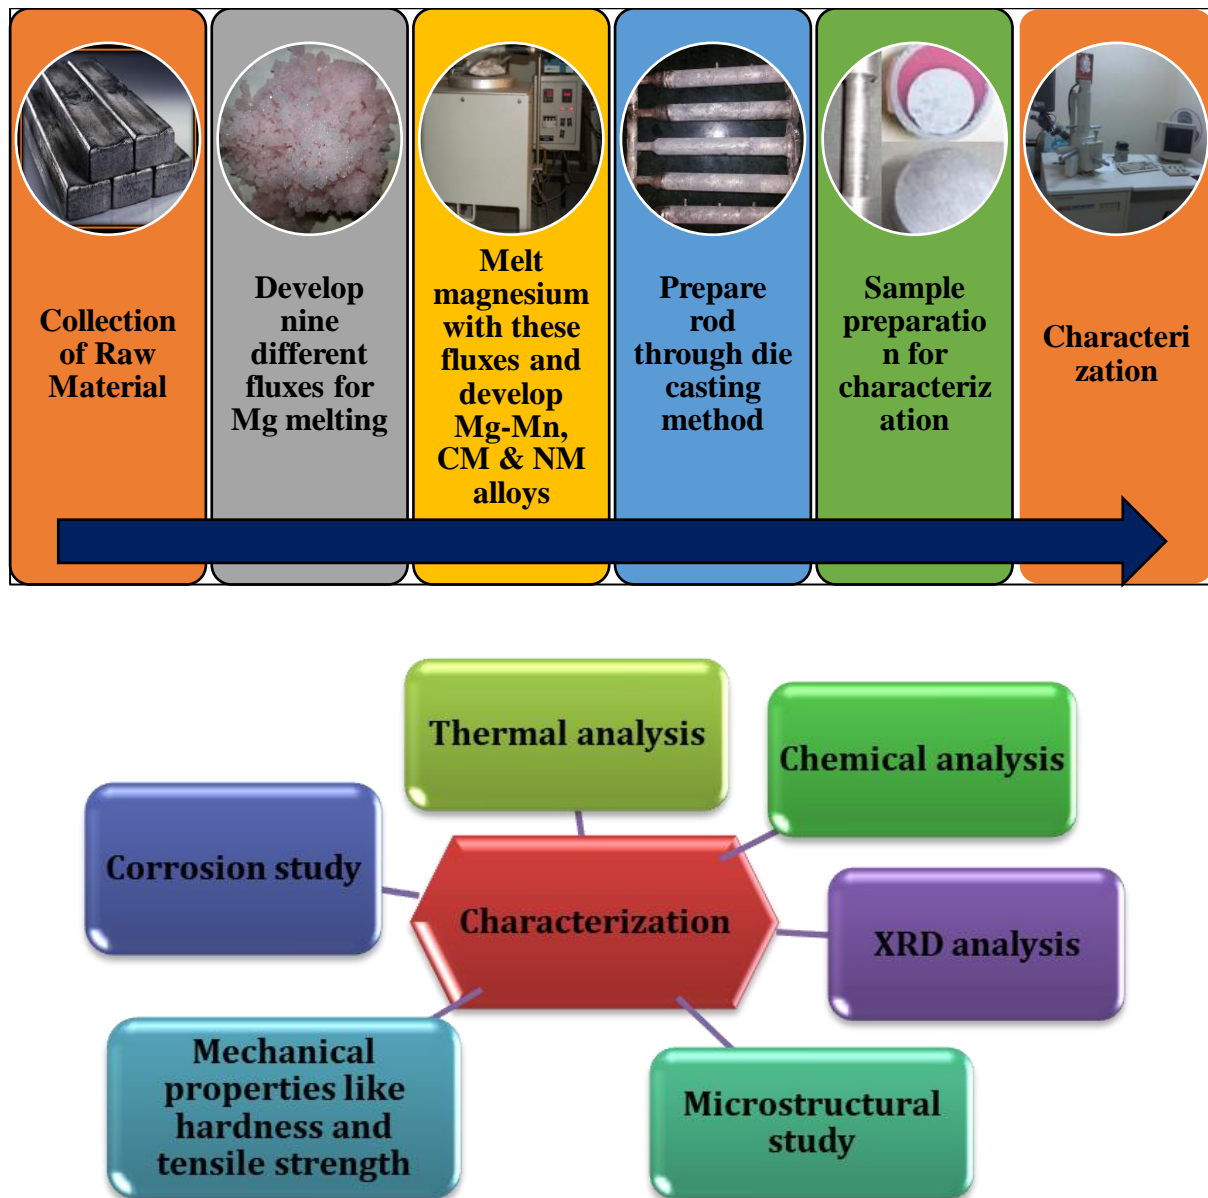 Collection
of Raw
Material
Develop
nine
different
fluxes for
Mg melting
Melt
magnesium
with these
fluxes and
develop
Mg-Mn,
CM & NM
alloys
Prepare
rod
through die
casting
method
Sample
preparatio
n for
characteriz
ation
Characteri
zation
Thermal analysis
Chemical analysis
Corrosion study
Characterization
XRD analysis
Mechanical
properties like
hardness and
tensile strength
Microstructural
study